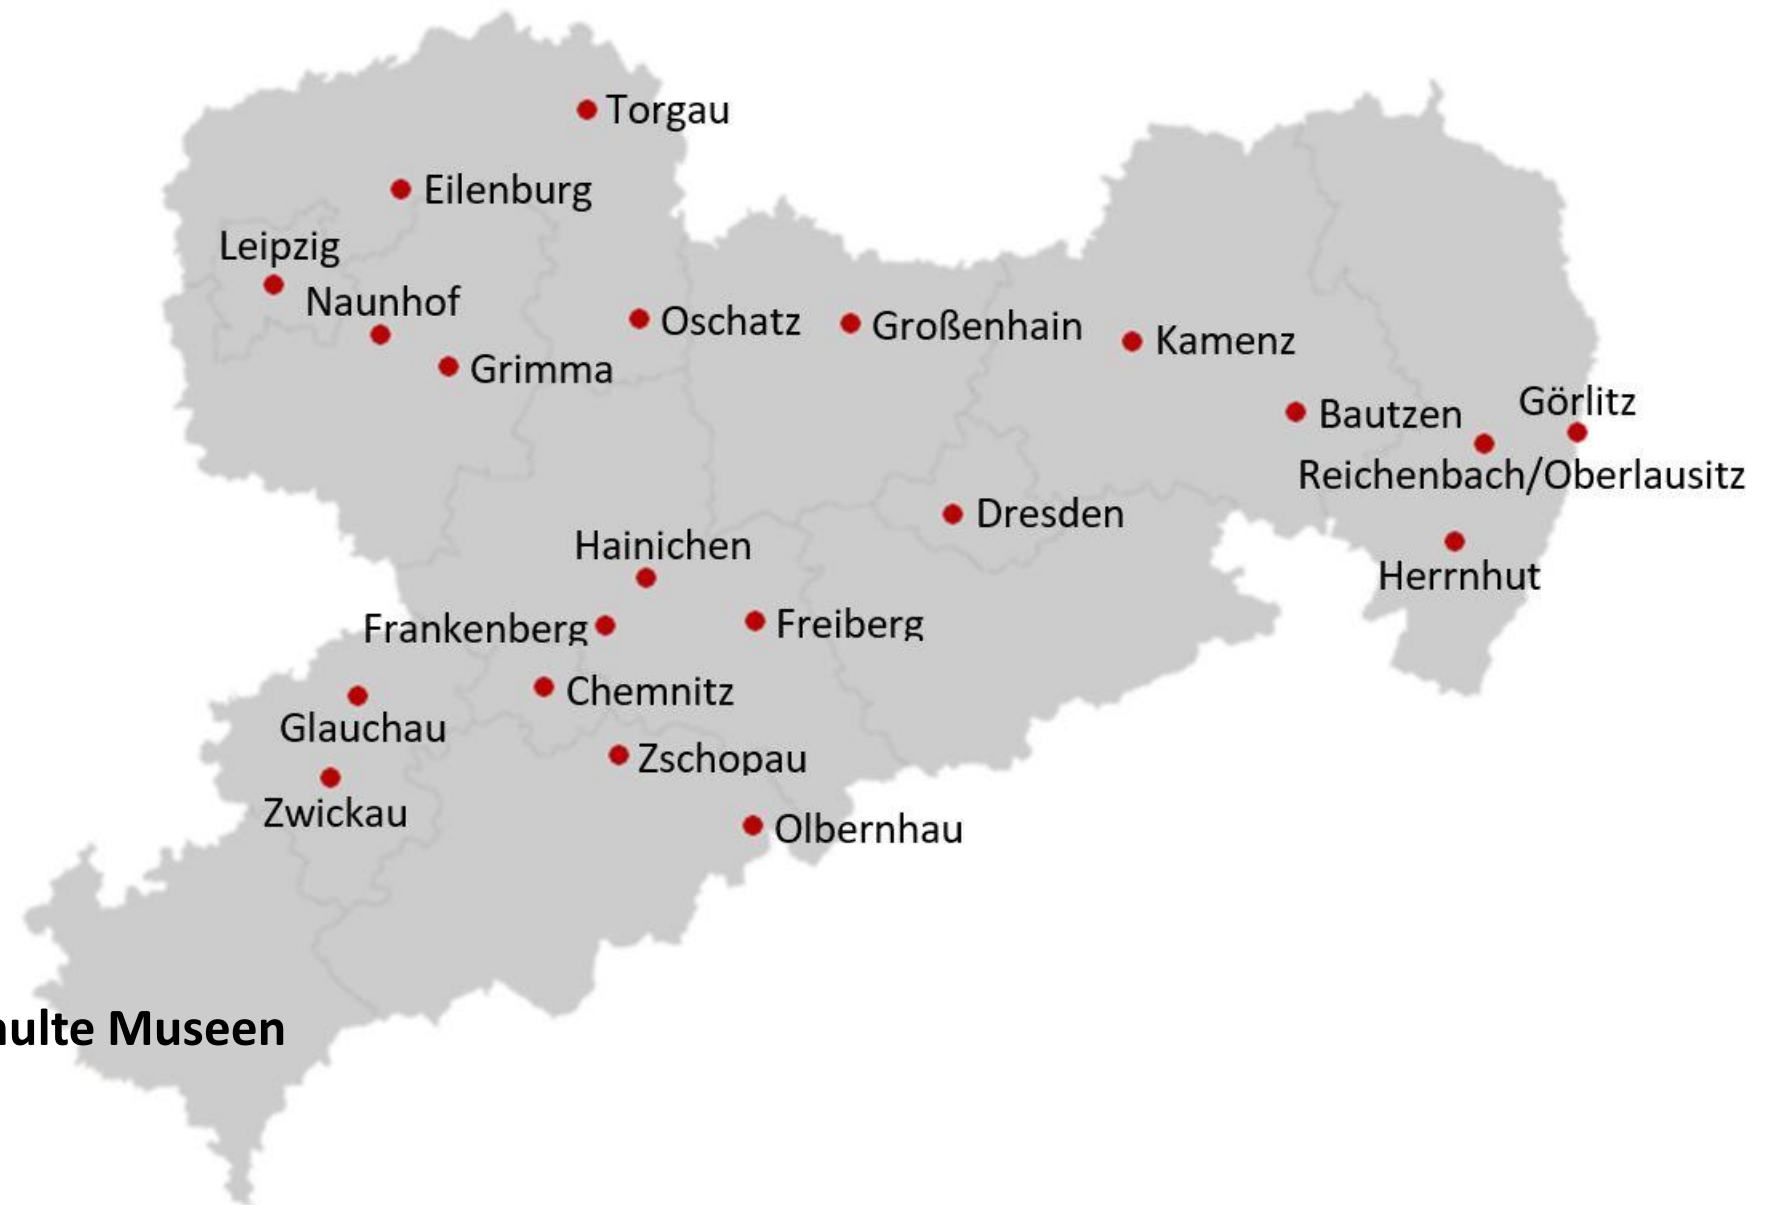 Torgau
Eilenburg
Leipzig
Naunhof
Oschatz
Großenhain
Kamenz
Grimma
Görlitz
Bautzen
Reichenbach/Oberlausitz
Dresden
Hainichen
Herrnhut
Frankenberg
Freiberg
Chemnitz
Glauchau
Zschopau
Zwickau
Olbernhau
Museen